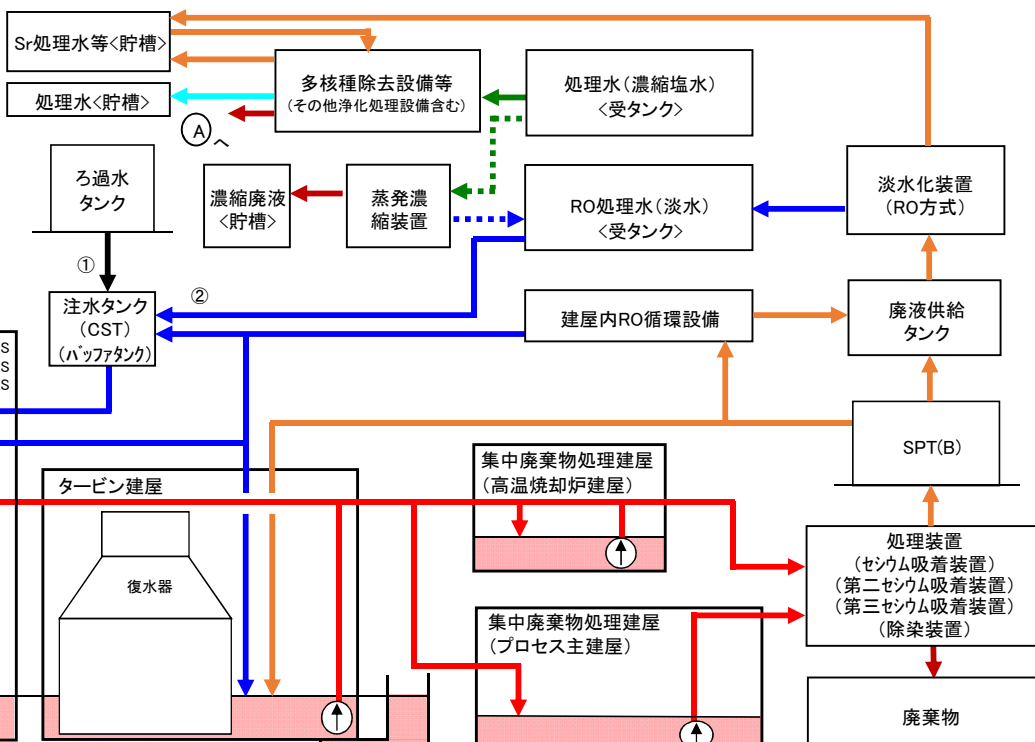 Sr処理水等<貯槽>
処理水<貯槽>
多核種除去設備等
(その他浄化処理設備含む)
処理水(濃縮塩水)
<受タンク>
Ⓐへ
ろ過水
タンク
濃縮廃液
<貯槽>
蒸発濃
縮装置
RO処理水(淡水)
<受タンク>
淡水化装置
(RO方式)
①
②
注水タンク
(CST)
(バッファタンク)
建屋内RO循環設備
廃液供給
タンク
S
S
S
SPT(B)
タービン建屋
復水器
集中廃棄物処理建屋
(高温焼却炉建屋)
処理装置
(セシウム吸着装置)
(第二セシウム吸着装置)
(第三セシウム吸着装置)
(除染装置)
集中廃棄物処理建屋
(プロセス主建屋)
廃棄物